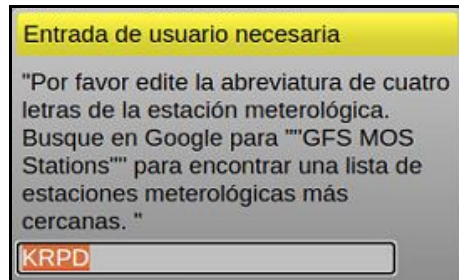 Entrada de usuario necesaria
"Por favor edite la abreviatura de cuatro
letras de la estación meterológica.
Busque en Google para ""GFS MOS
Stations"" para encontrar una lista de
estaciones meterológicas más
cercanas. "
KRPD